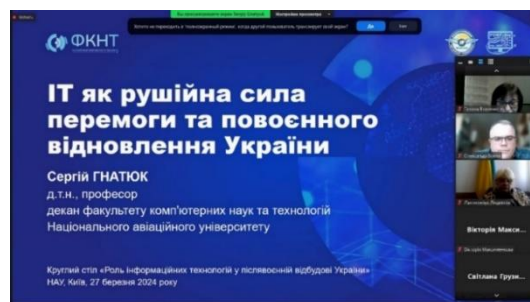 ФКНТ
ІТ як рушійна сила
перемоги та повоєнного
відновлення України
Сергій ГНАТЮК
д.т.н., професор
декан факультету комп'ютерних наук та технологій
Національного авіаційного університету
Круглий стіл «Роль інформаційних технологій у післявоєнній відбудові України»
НАУ, Київ, 27 березня 2024 року
Вікторія Макси...
Світлана Грузи...